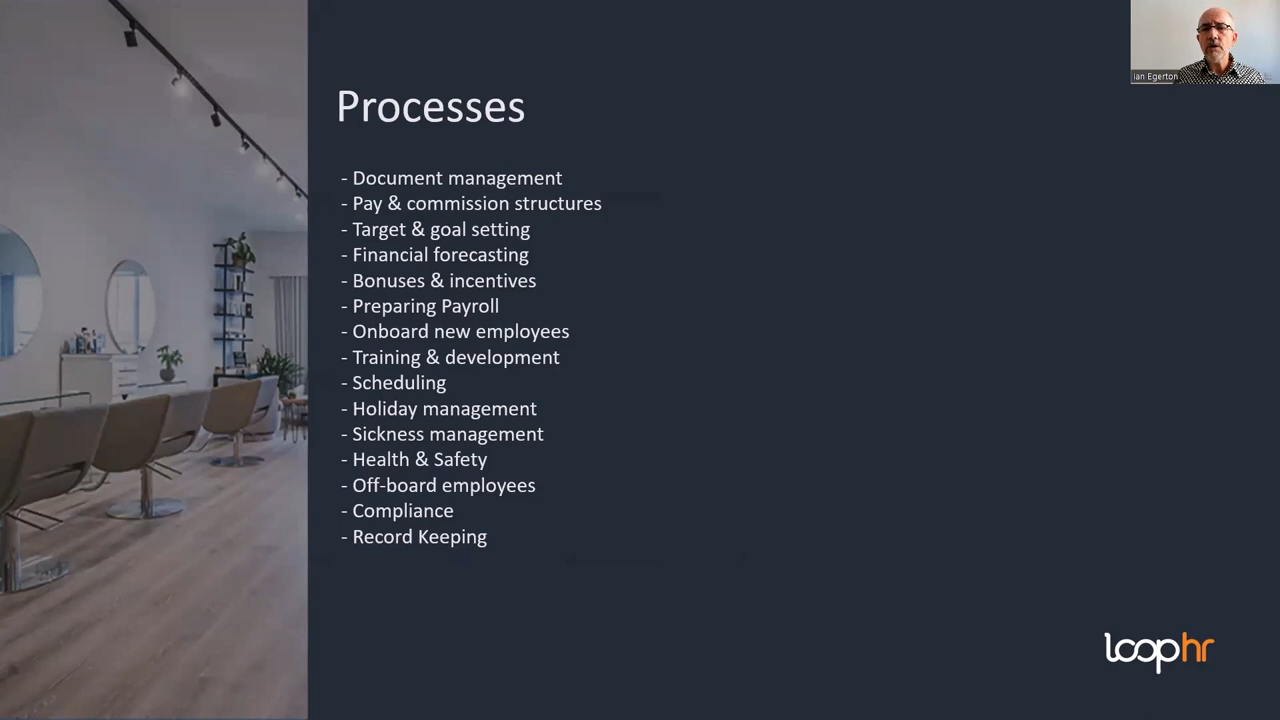 Ian Egerton
Processes
- Document management
- Pay & commission structures
- Target & goal setting
- Financial forecasting
- Bonuses & incentives
- Preparing Payroll
- Onboard new employees
- Training & development
- Scheduling
- Holiday management
- Sickness management
- Health & Safety
- Off-board employees
- Compliance
- Record Keeping
loophr